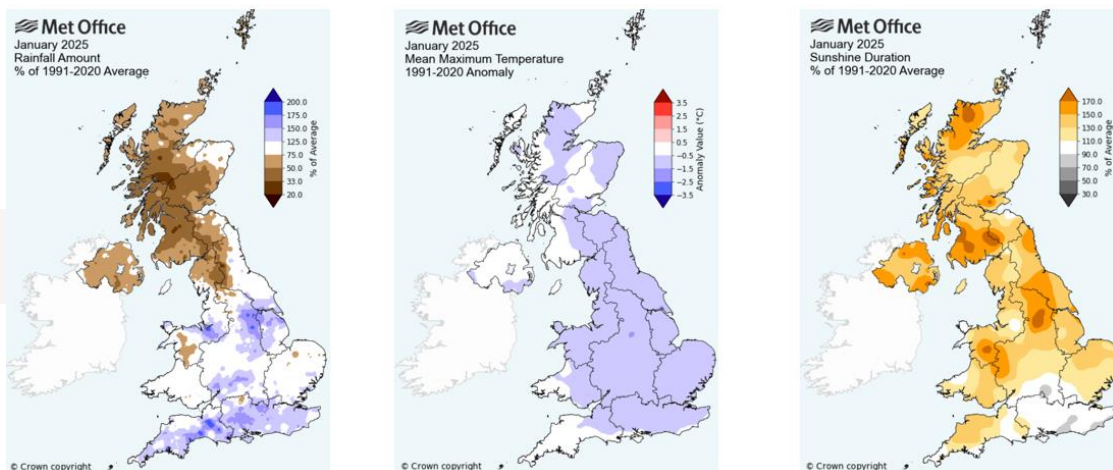 Met Office
January 2025
Rainfall Amount
% of 1991-2020 Average
200.0
175.0
150.0
125.0
75.0
50.0
33.0
20.0
% of Average
© Crown copyright
Met Office
January 2025
Mean Maximum Temperature
1991-2020 Anomaly
3.5
2.5
1.5
0.5
−0.5
−1.5
−2.5
−3.5
Anomaly Value (°C)
© Crown copyright
Met Office
January 2025
Sunshine Duration
% of 1991-2020 Average
170.0
150.0
130.0
110.0
90.0
70.0
50.0
30.0
% of Average
© Crown copyright